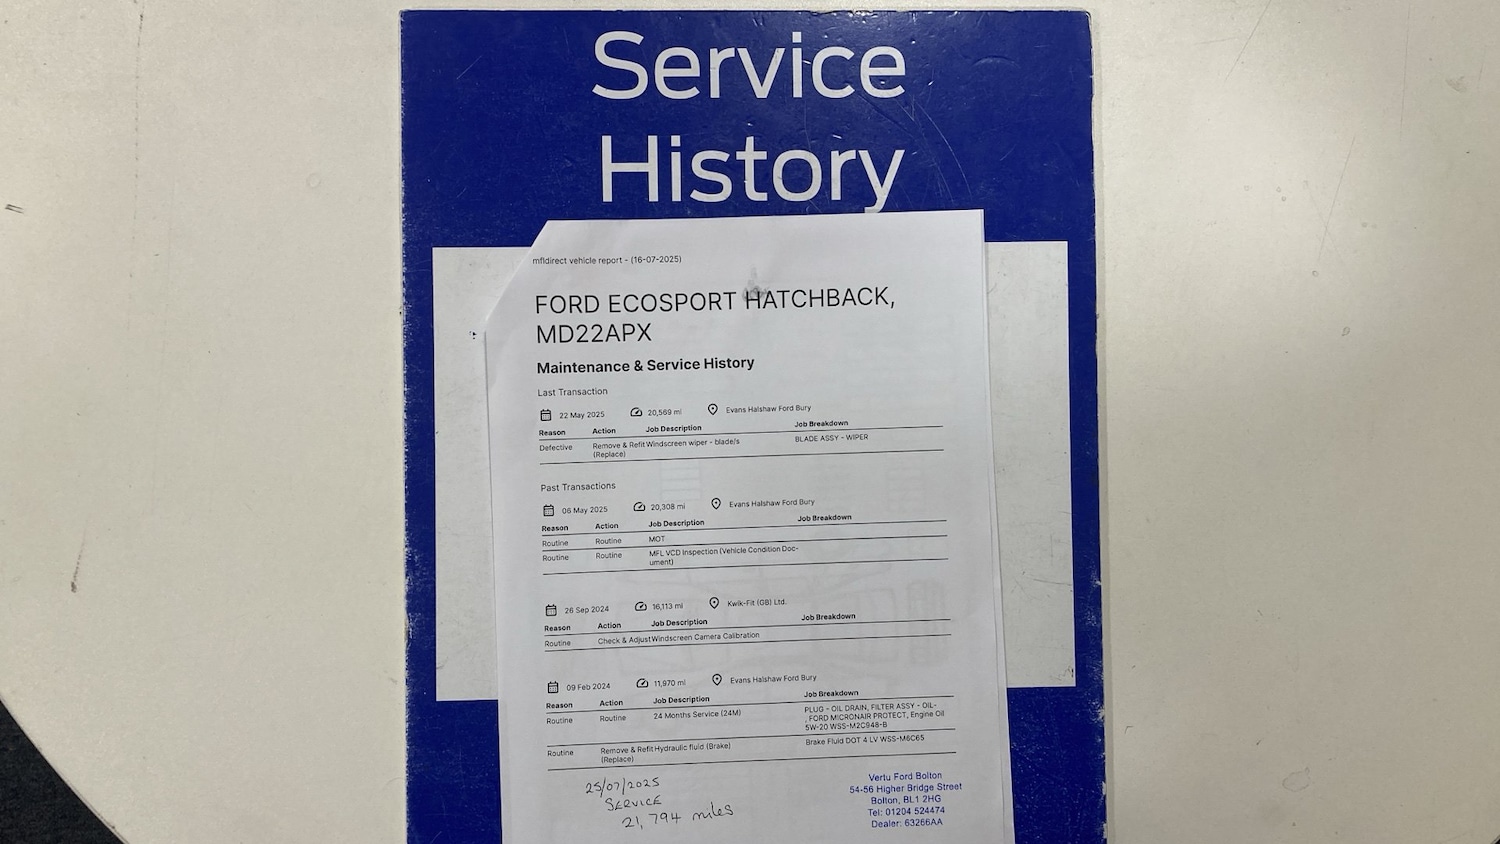 Service
History
mfldirect vehicle report - (16-07-2025)
FORD ECOSPORT HATCHBACK,
MD22APX
Maintenance & Service History
Last Transaction
22 May 2025 20,569 mi Evans Halshaw Ford Bury
Reason Action Job Description Job Breakdown
Defective Remove & Refit Windscreen wiper - blade/s BLADE ASSY - WIPER
(Replace)
Past Transactions
06 May 2025 20,308 mi Evans Halshaw Ford Bury
Reason Action Job Description Job Breakdown
Routine Routine MOT
Routine Routine MFL VCD Inspection (Vehicle Condition Doc-
ument)
26 Sep 2024 16,113 mi Kwik-Fit (GB) Ltd.
Reason Action Job Description Job Breakdown
Routine Check & Adjust Windscreen Camera Calibration
09 Feb 2024 11,970 mi Evans Halshaw Ford Bury
Reason Action Job Description Job Breakdown
Routine Routine 24 Months Service (24M) PLUG - OIL DRAIN, FILTER ASSY - OIL-
, FORD MICRONAIR PROTECT, Engine Oil
5W-20 WSS-M2C948-B
Routine Remove & Refit Hydraulic fluid (Brake) Brake Fluid DOT 4 LV WSS-M6C65
(Replace)
25/07/2025
SERVICE
21,794 miles
Vertu Ford Bolton
54-56 Higher Bridge Street
Bolton, BL1 2HG
Tel: 01204 524474
Dealer: 63266AA